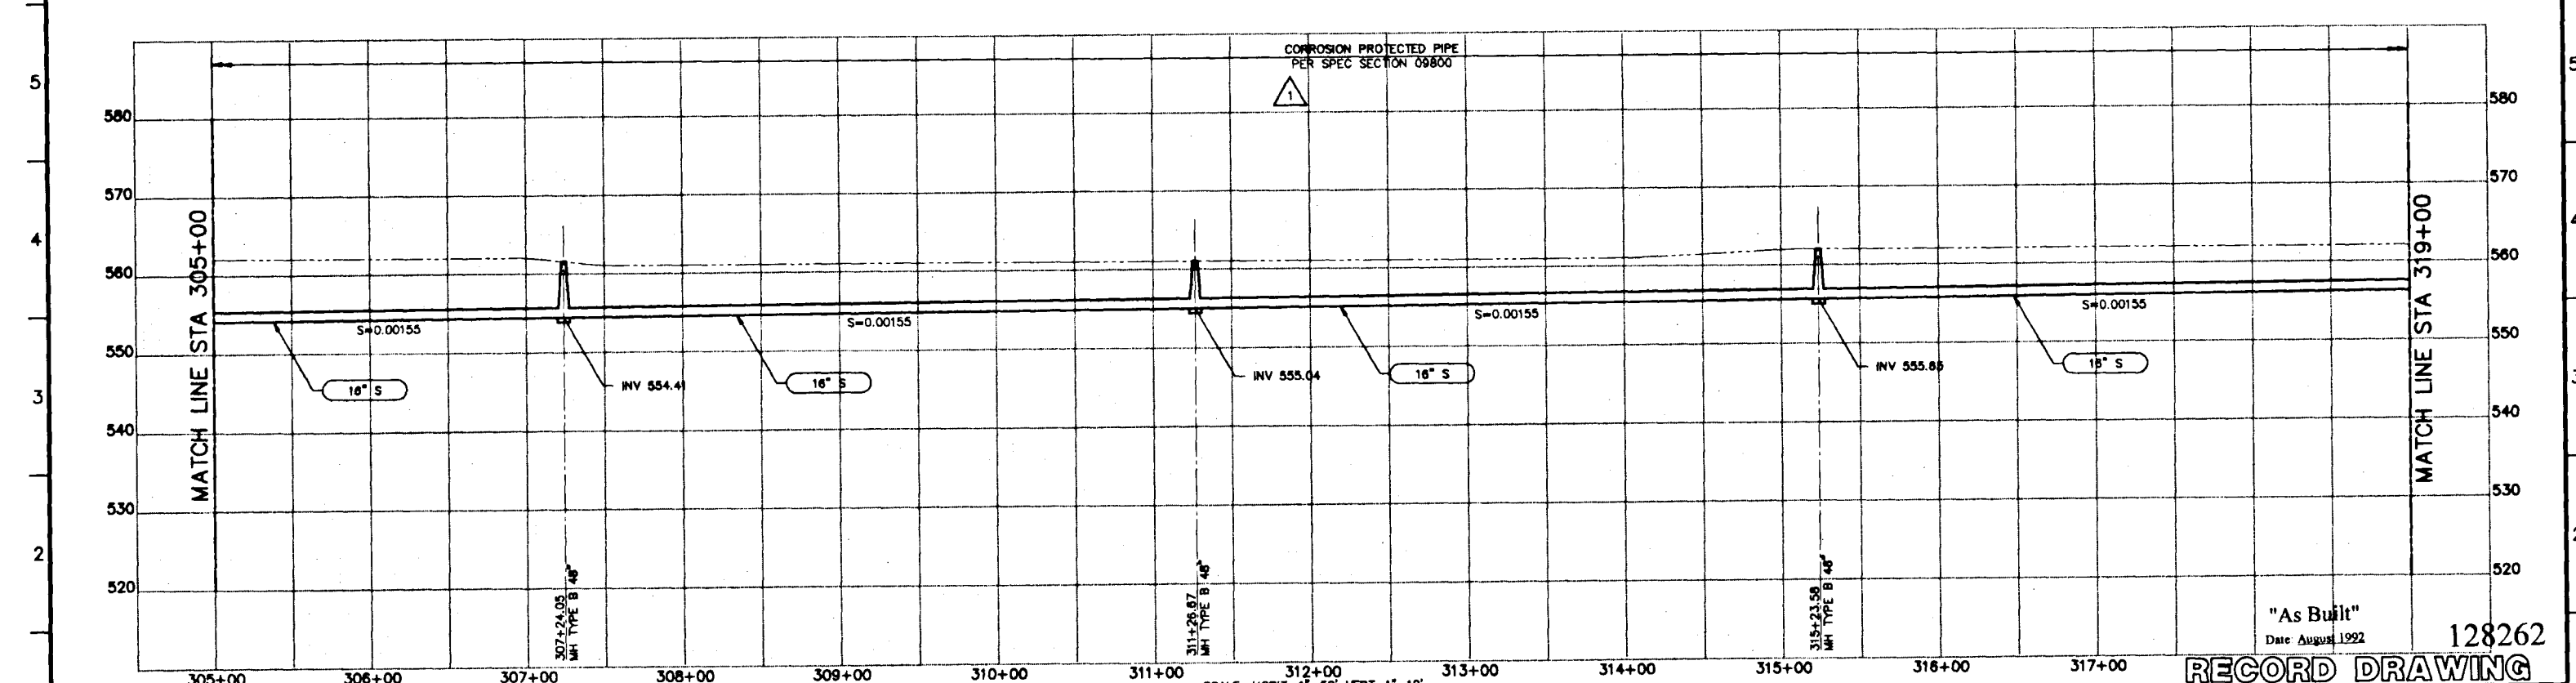 CORROSION PROTECTED PIPE
PER SPEC SECTION 09800
1
5
4
3
2
580
570
560
550
540
530
520
MATCH LINE STA 305+00
S=0.00155
16" S
INV 554.41
S=0.00155
16" S
INV 555.04
S=0.00155
16" S
INV 555.85
S=0.00155
16" S
MATCH LINE STA 319+00
580
570
560
550
540
530
520
307+24.05
MH TYPE B 48"
311+26.67
MH TYPE B 48"
315+23.58
MH TYPE B 48"
"As Built"
Date August 1992
128262
RECORD DRAWING
305+00
306+00
307+00
308+00
309+00
310+00
311+00
312+00
313+00
314+00
315+00
316+00
317+00